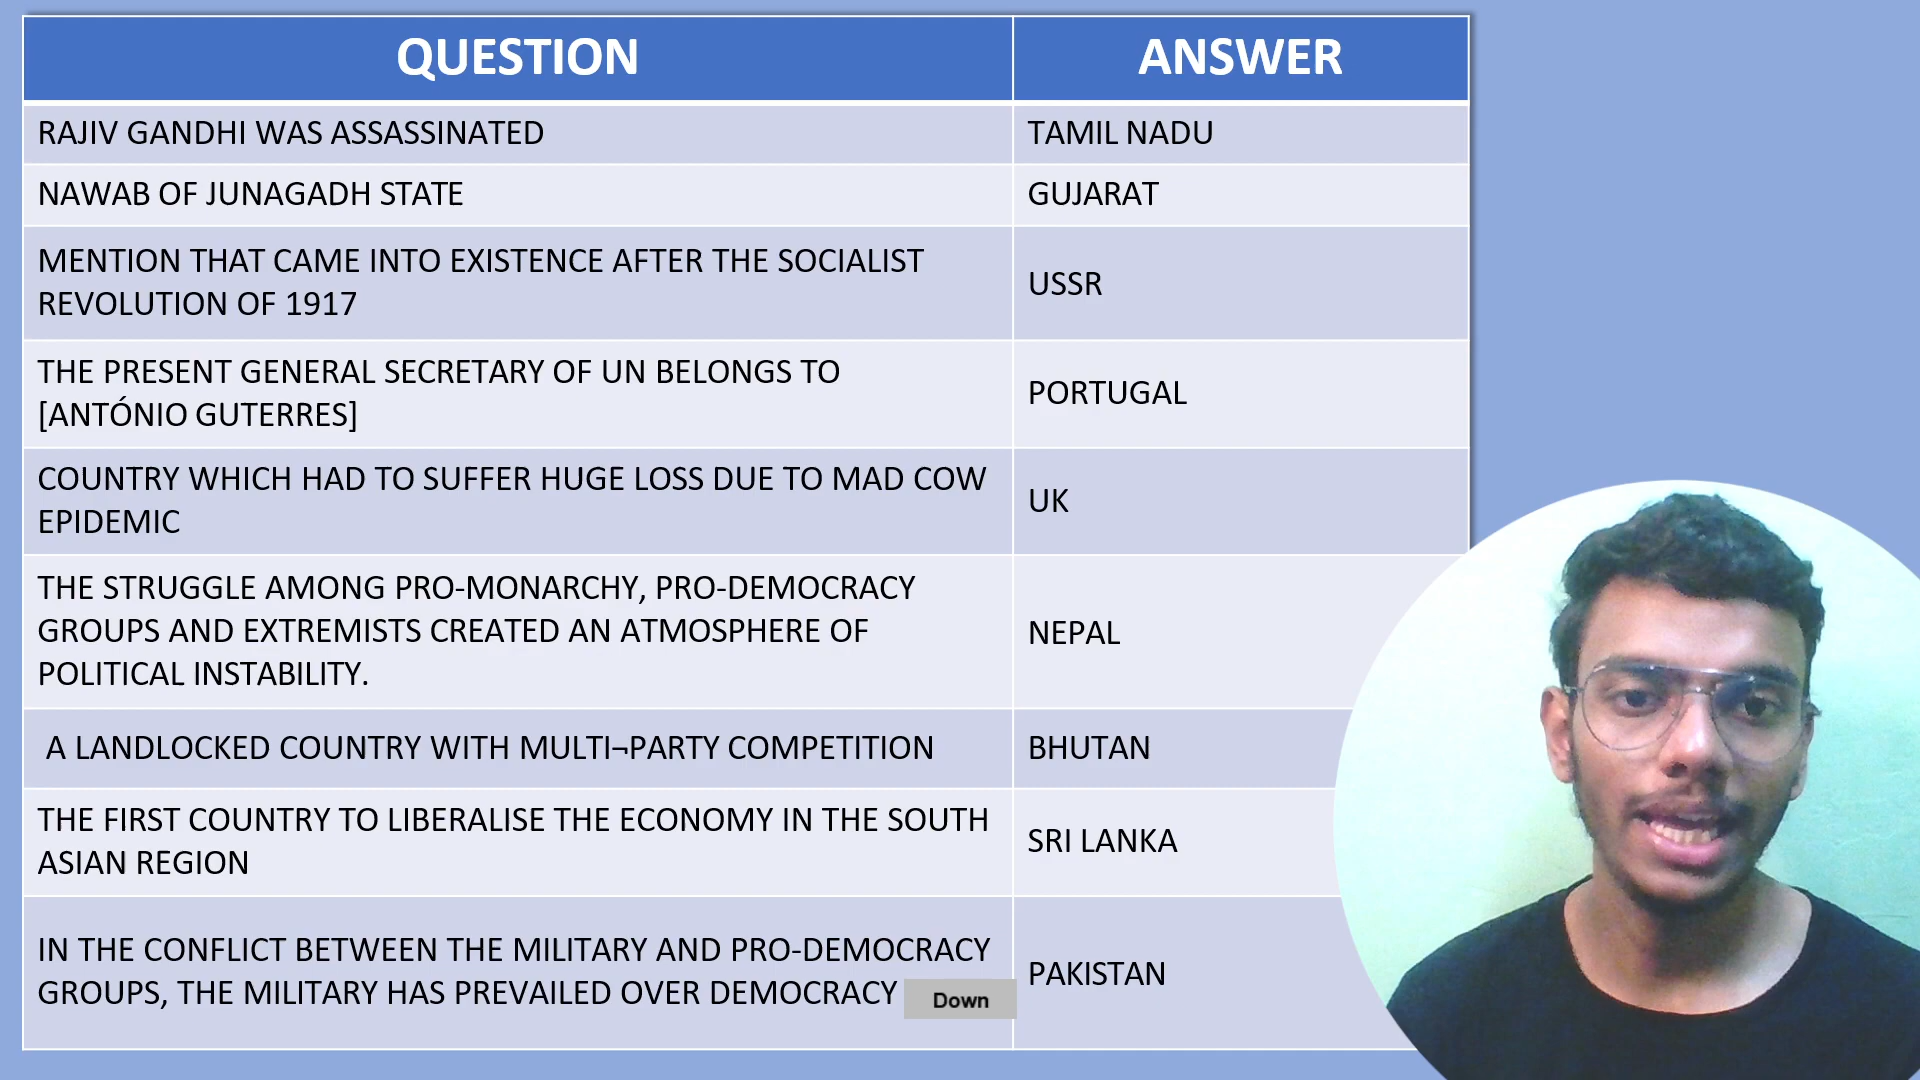 QUESTION
ANSWER
RAJIV GANDHI WAS ASSASSINATED
TAMIL NADU
NAWAB OF JUNAGADH STATE
GUJARAT
MENTION THAT CAME INTO EXISTENCE AFTER THE SOCIALIST
REVOLUTION OF 1917
USSR
THE PRESENT GENERAL SECRETARY OF UN BELONGS TO
[ANTÓNIO GUTERRES]
PORTUGAL
COUNTRY WHICH HAD TO SUFFER HUGE LOSS DUE TO MAD COW
EPIDEMIC
UK
THE STRUGGLE AMONG PRO-MONARCHY, PRO-DEMOCRACY
GROUPS AND EXTREMISTS CREATED AN ATMOSPHERE OF
POLITICAL INSTABILITY.
NEPAL
A LANDLOCKED COUNTRY WITH MULTI¬PARTY COMPETITION
BHUTAN
THE FIRST COUNTRY TO LIBERALISE THE ECONOMY IN THE SOUTH
ASIAN REGION
SRI LANKA
IN THE CONFLICT BETWEEN THE MILITARY AND PRO-DEMOCRACY
GROUPS, THE MILITARY HAS PREVAILED OVER DEMOCRACY
PAKISTAN
Down